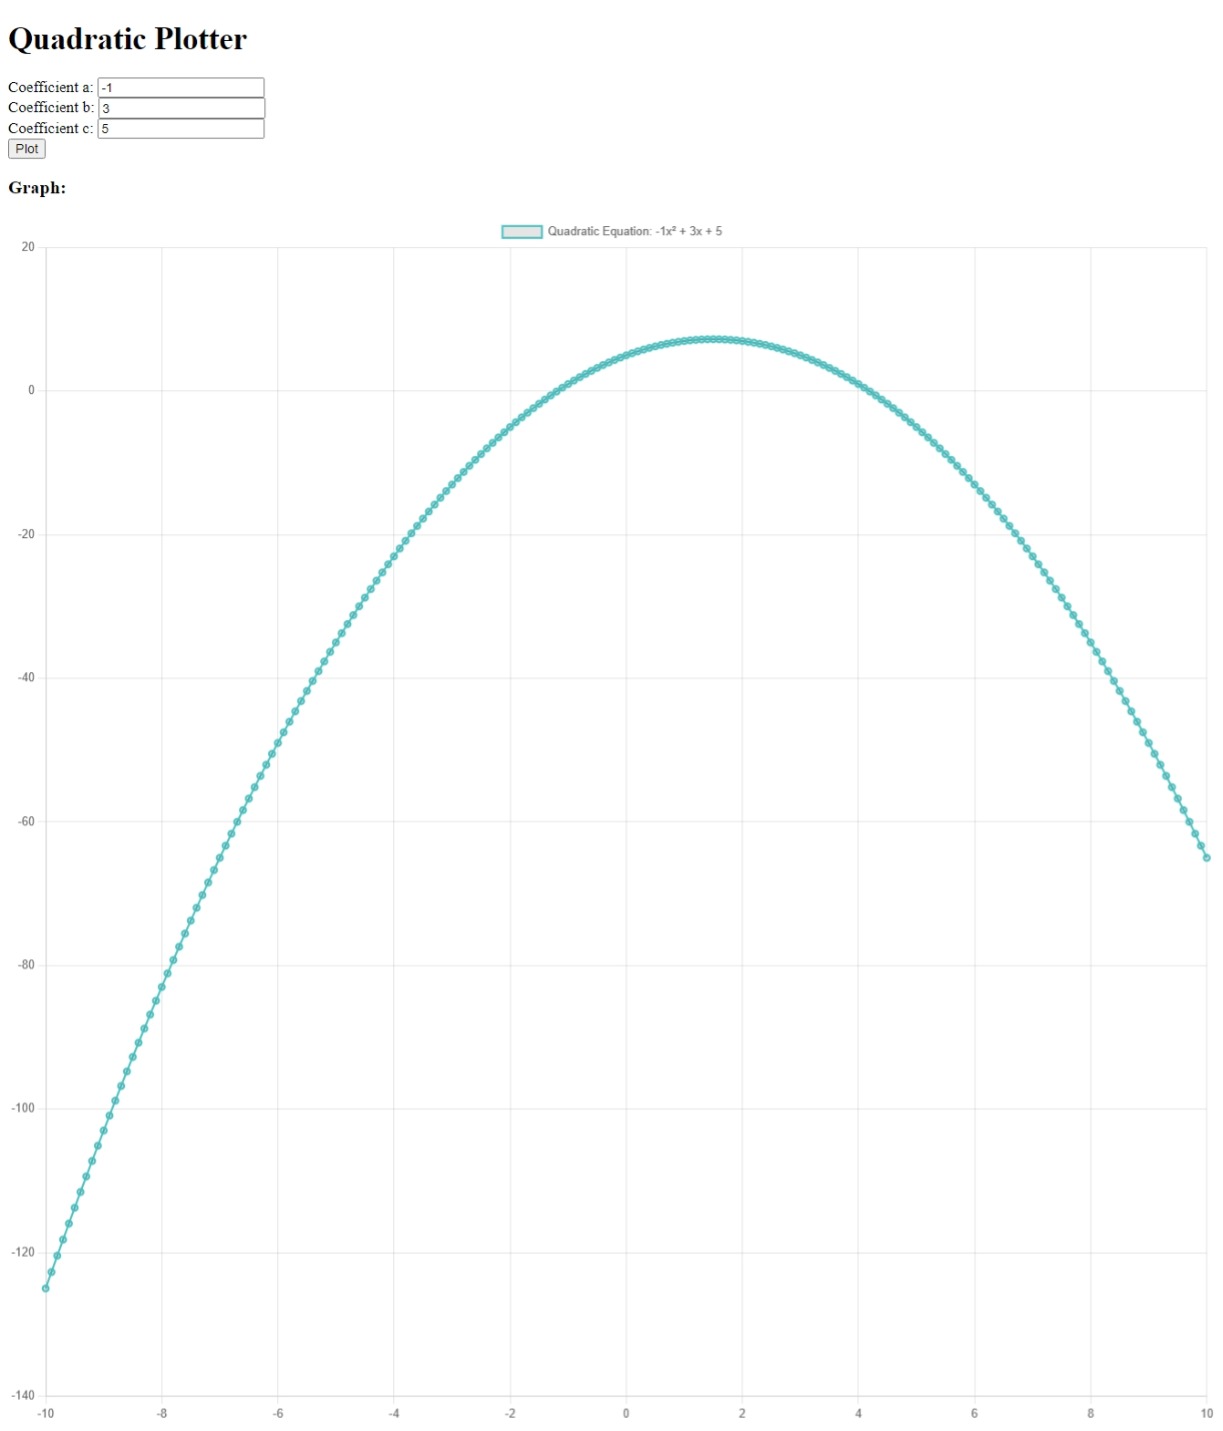 Quadratic Plotter
Coefficient a: -1
Coefficient b: 3
Coefficient c: 5
Plot
Graph:
Quadratic Equation: -1x² + 3x + 5
20
0
-20
-40
-60
-80
-100
-120
-140
-10 -8 -6 -4 -2 0 2 4 6 8 10